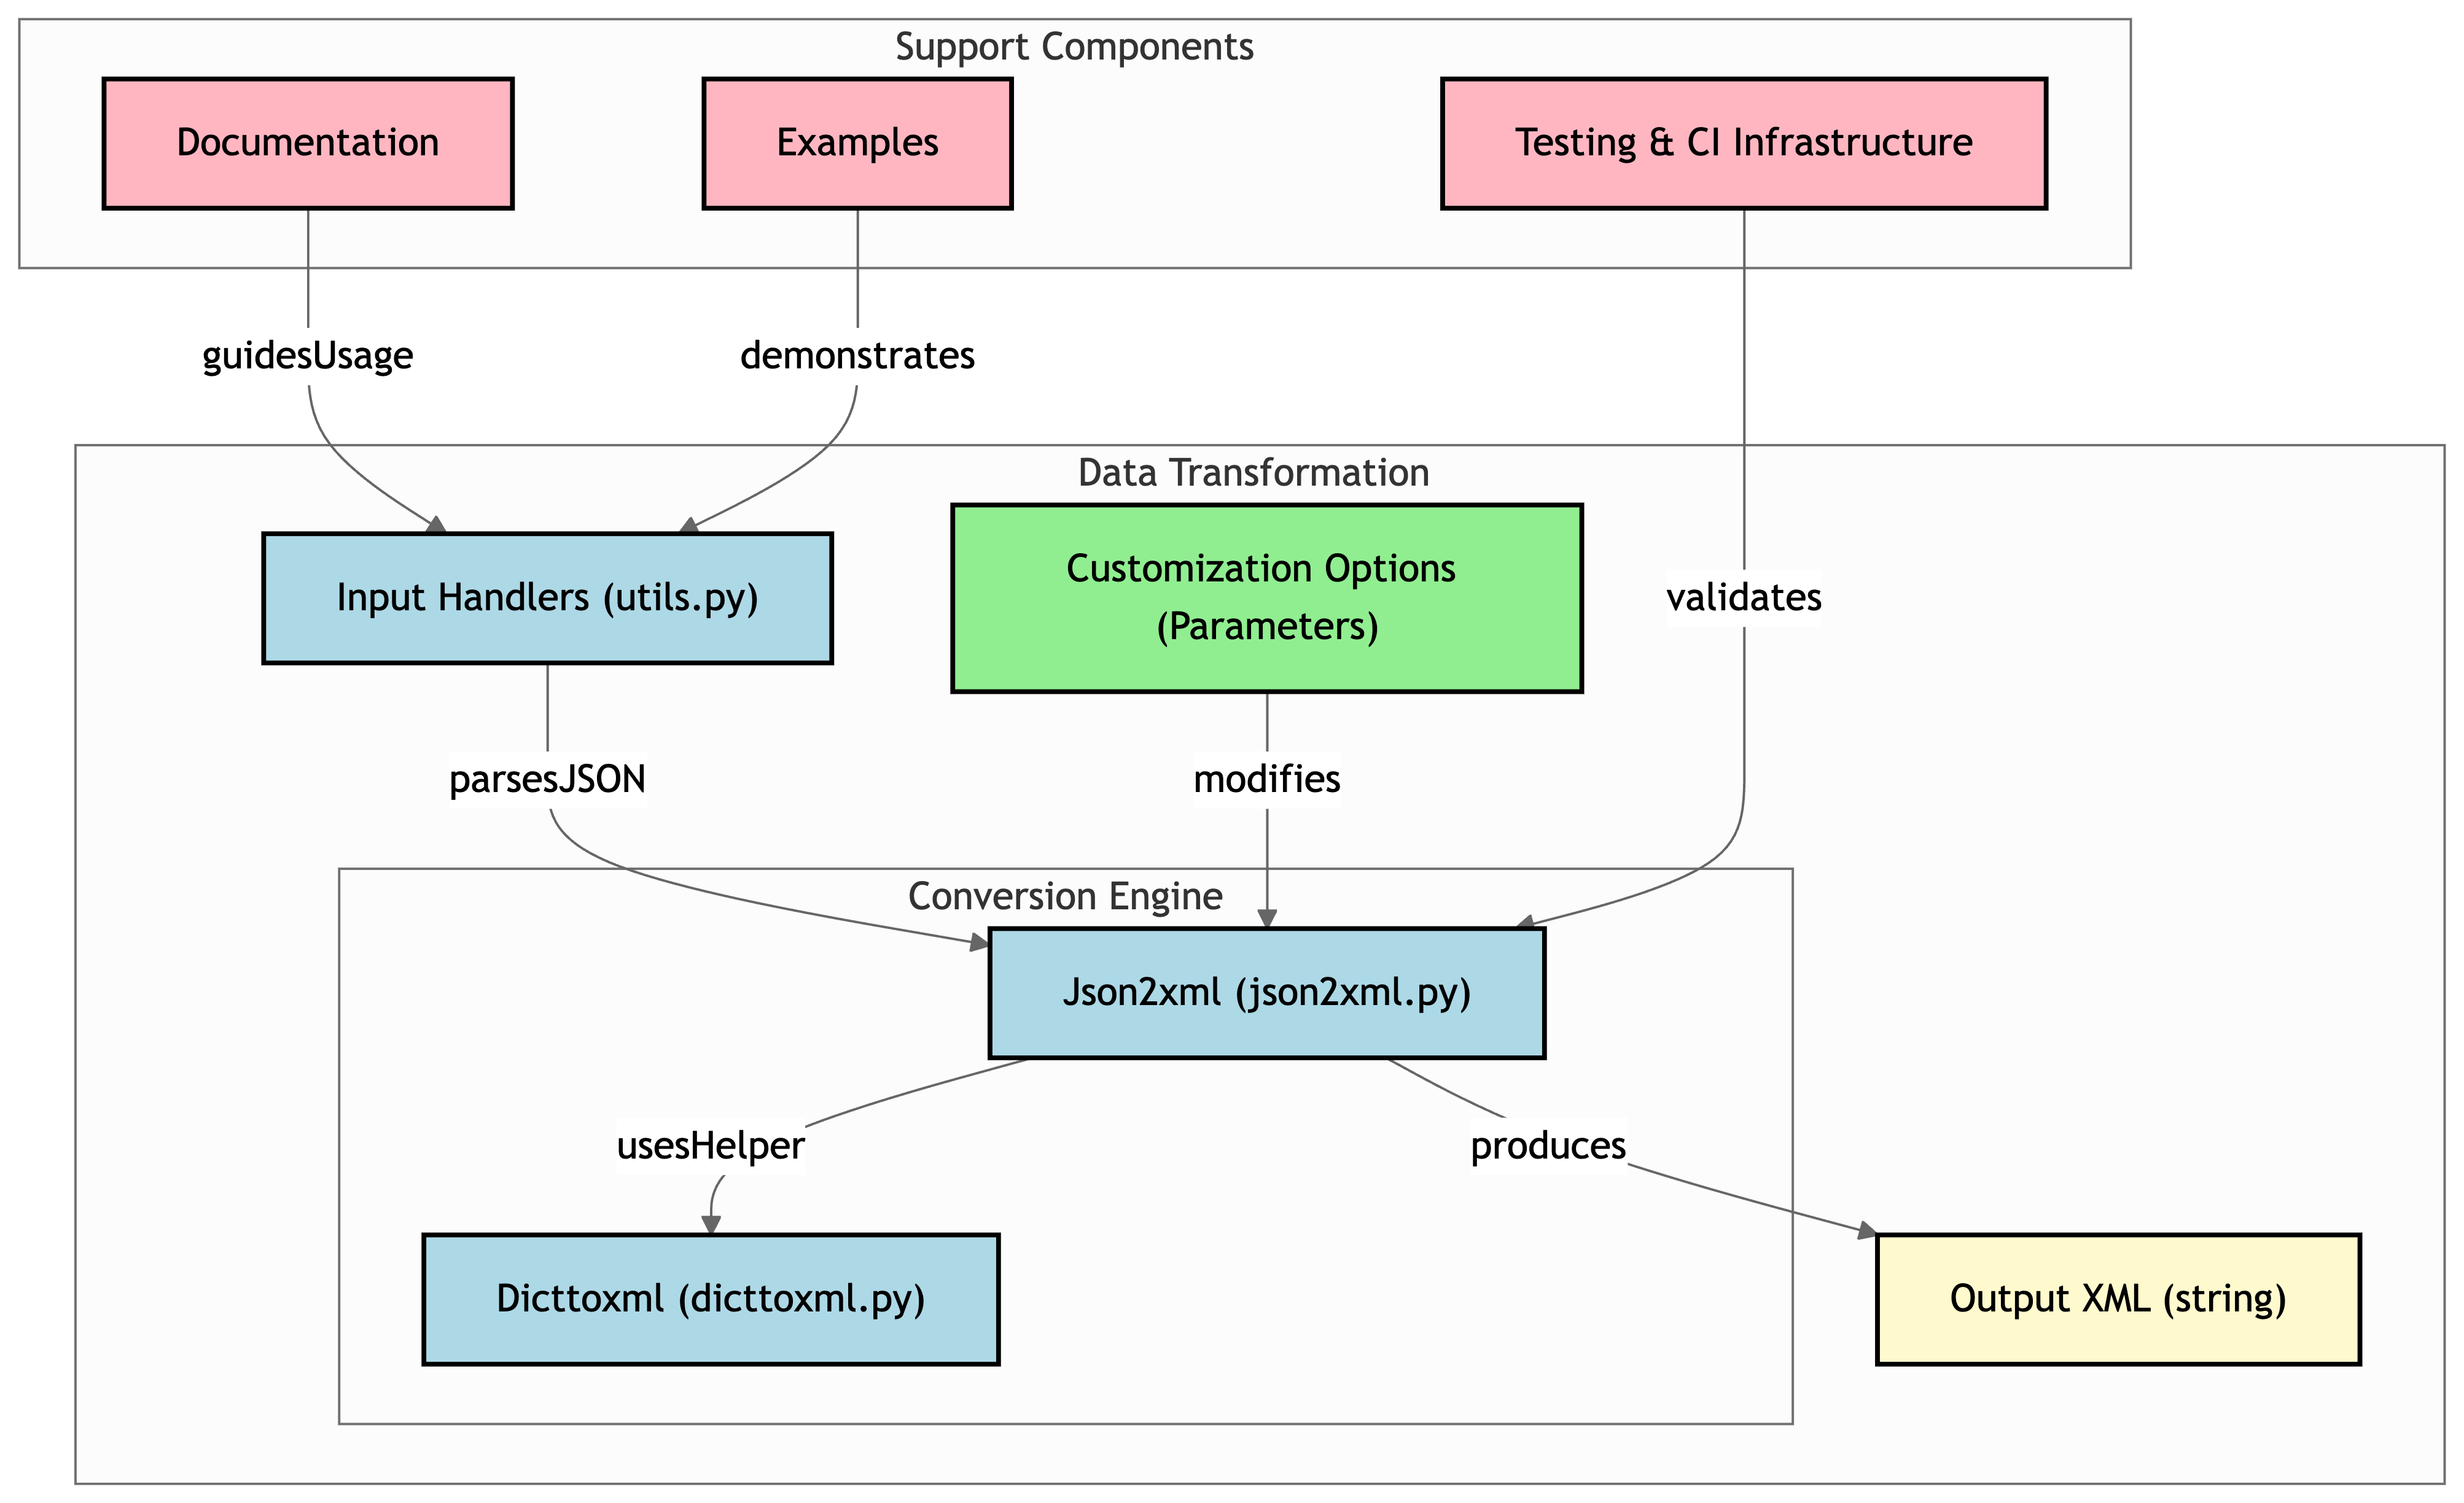 Support Components
Documentation
Examples
Testing & CI Infrastructure
guidesUsage
demonstrates
Data Transformation
Input Handlers (utils.py)
Customization Options
(Parameters)
validates
parsesJSON
modifies
Conversion Engine
Json2xml (json2xml.py)
usesHelper
produces
Dicttoxml (dicttoxml.py)
Output XML (string)